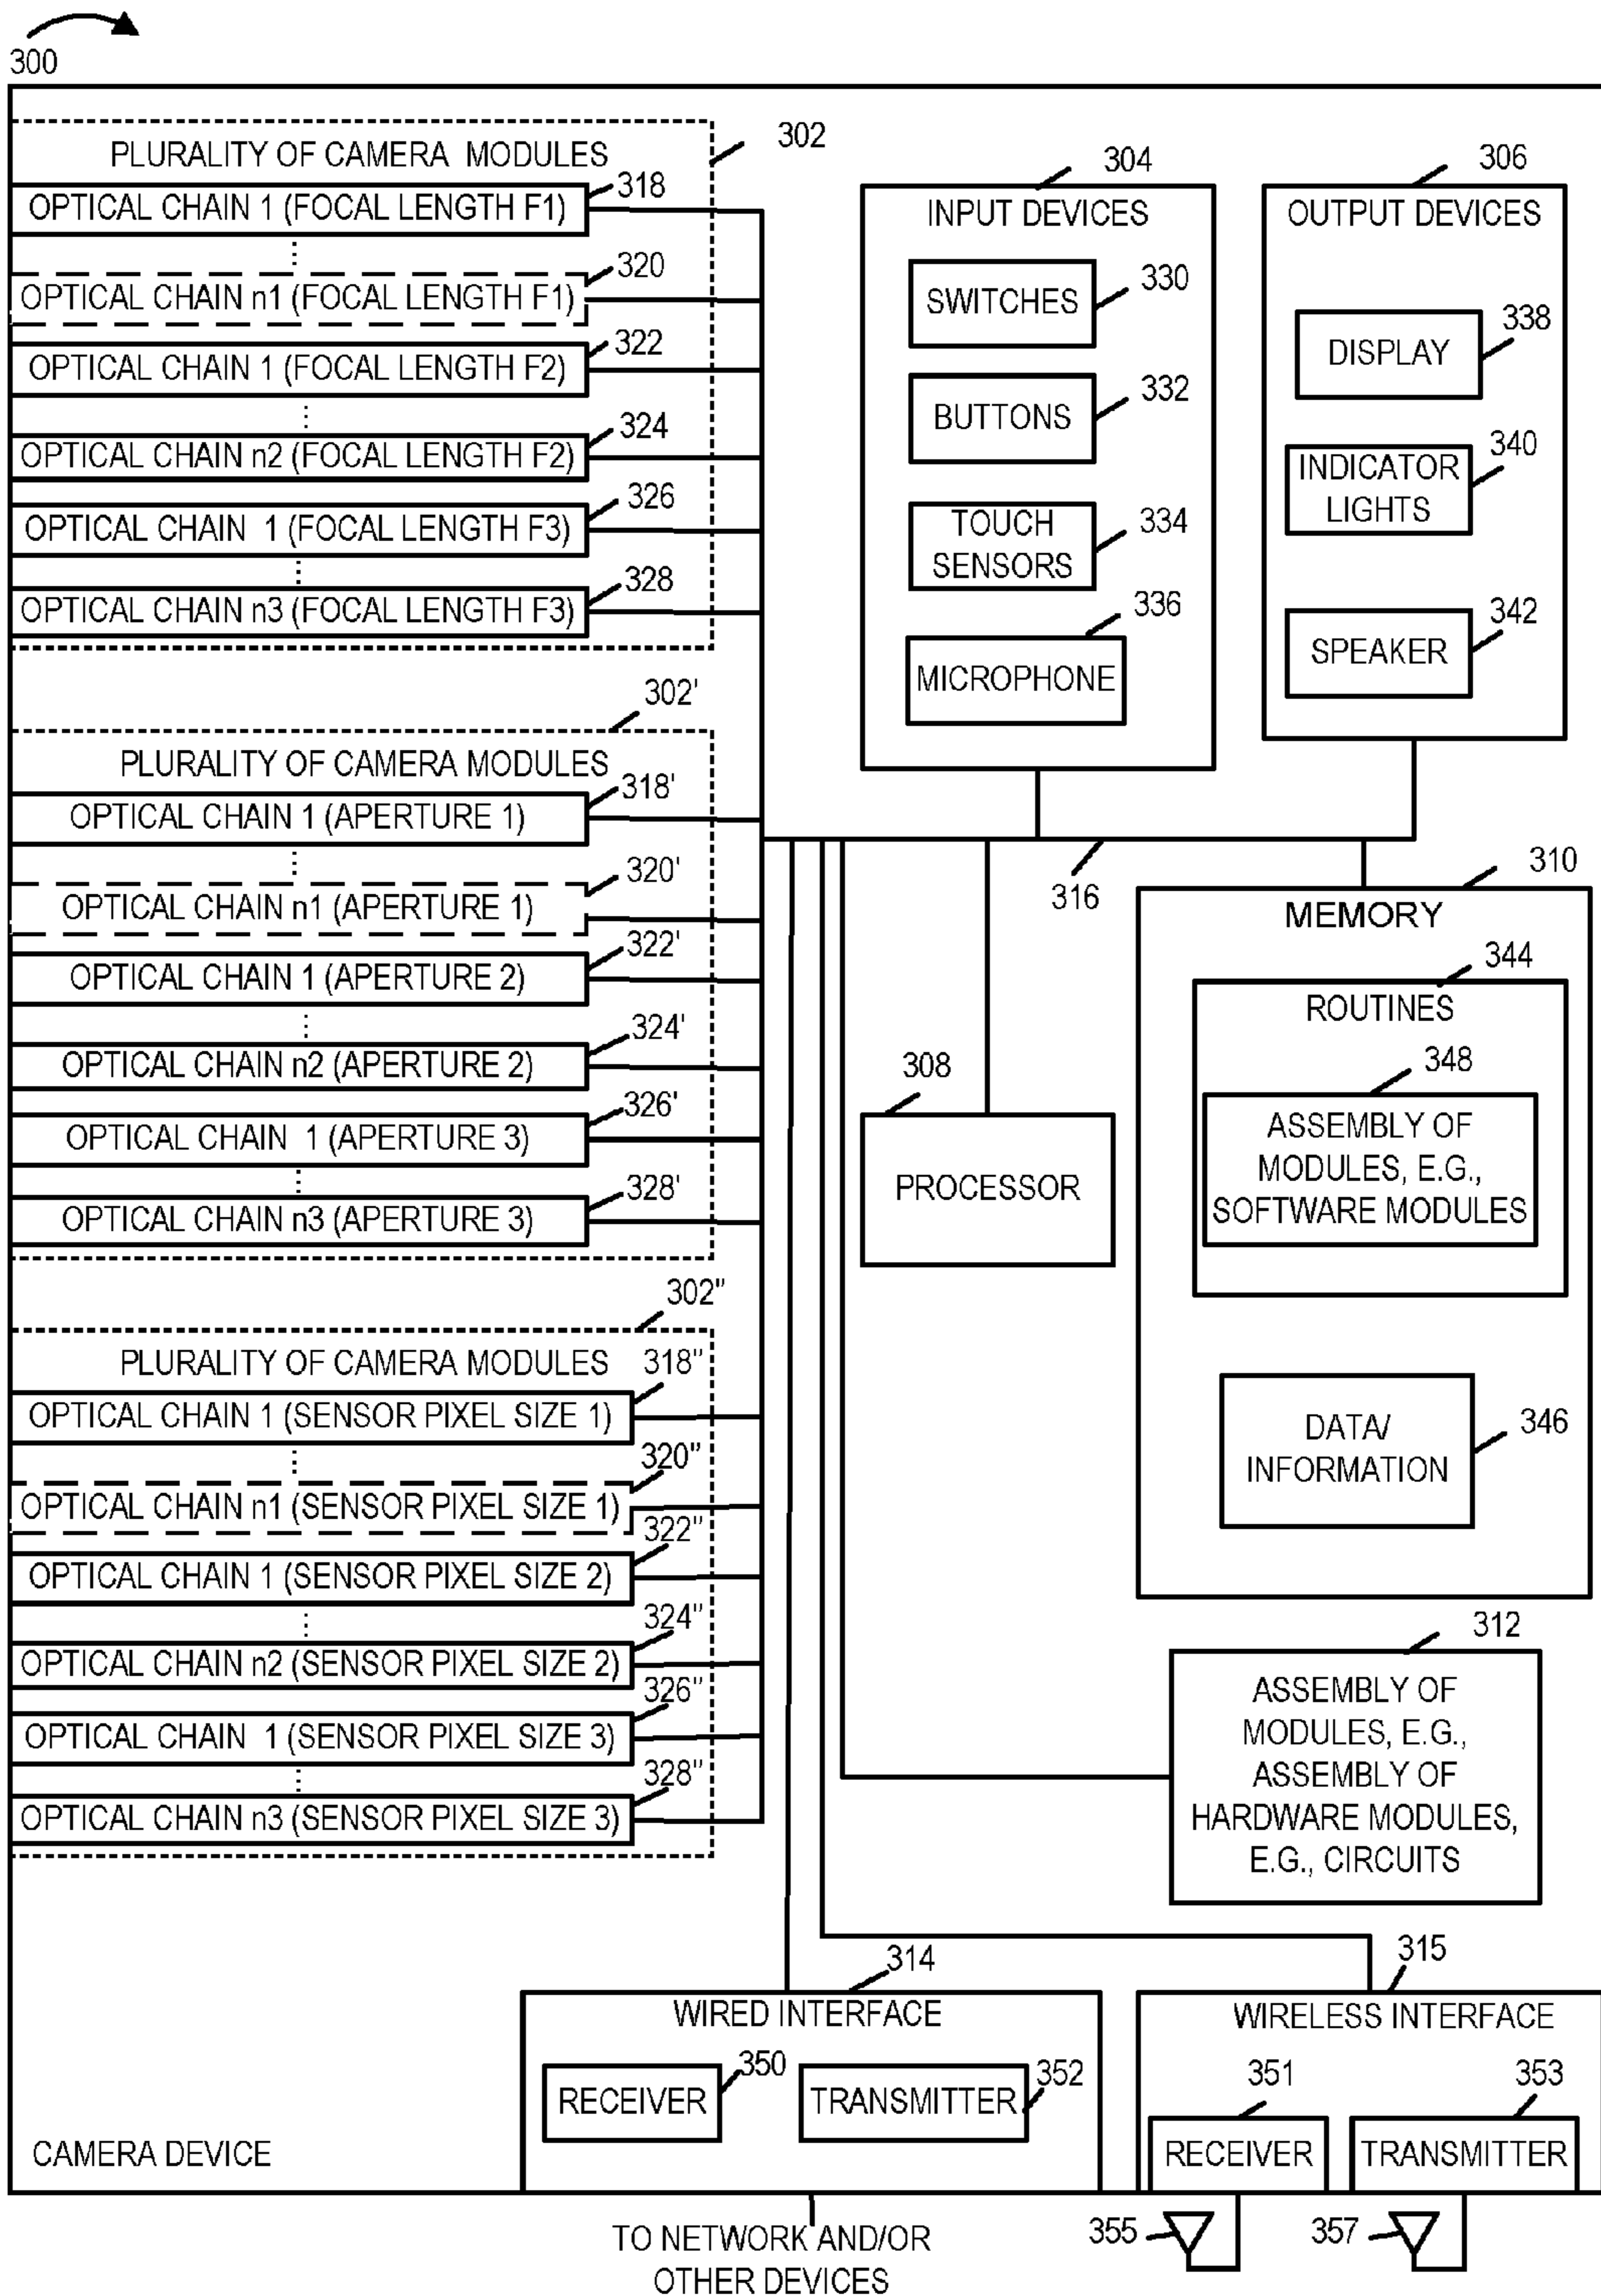 300
PLURALITY OF CAMERA MODULES
302
OPTICAL CHAIN 1 (FOCAL LENGTH F1)
318
OPTICAL CHAIN n1 (FOCAL LENGTH F1)
320
OPTICAL CHAIN 1 (FOCAL LENGTH F2)
322
OPTICAL CHAIN n2 (FOCAL LENGTH F2)
324
OPTICAL CHAIN 1 (FOCAL LENGTH F3)
326
OPTICAL CHAIN n3 (FOCAL LENGTH F3)
328
302'
PLURALITY OF CAMERA MODULES
OPTICAL CHAIN 1 (APERTURE 1)
318'
OPTICAL CHAIN n1 (APERTURE 1)
320'
OPTICAL CHAIN 1 (APERTURE 2)
322'
OPTICAL CHAIN n2 (APERTURE 2)
324'
OPTICAL CHAIN 1 (APERTURE 3)
326'
OPTICAL CHAIN n3 (APERTURE 3)
328'
302"
PLURALITY OF CAMERA MODULES
318"
OPTICAL CHAIN 1 (SENSOR PIXEL SIZE 1)
320"
OPTICAL CHAIN n1 (SENSOR PIXEL SIZE 1)
322"
OPTICAL CHAIN 1 (SENSOR PIXEL SIZE 2)
324"
OPTICAL CHAIN n2 (SENSOR PIXEL SIZE 2)
326"
OPTICAL CHAIN 1 (SENSOR PIXEL SIZE 3)
328"
OPTICAL CHAIN n3 (SENSOR PIXEL SIZE 3)
304
INPUT DEVICES
SWITCHES
330
BUTTONS
332
TOUCH
SENSORS
334
336
MICROPHONE
306
OUTPUT DEVICES
338
DISPLAY
340
INDICATOR
LIGHTS
342
SPEAKER
316
310
MEMORY
344
ROUTINES
348
ASSEMBLY OF
MODULES, E.G.,
SOFTWARE MODULES
DATA/
INFORMATION
346
308
PROCESSOR
312
ASSEMBLY OF
MODULES, E.G.,
ASSEMBLY OF
HARDWARE MODULES,
E.G., CIRCUITS
314
WIRED INTERFACE
RECEIVER
350
TRANSMITTER
352
315
WIRELESS INTERFACE
351
RECEIVER
353
TRANSMITTER
CAMERA DEVICE
TO NETWORK AND/OR
OTHER DEVICES
355
357